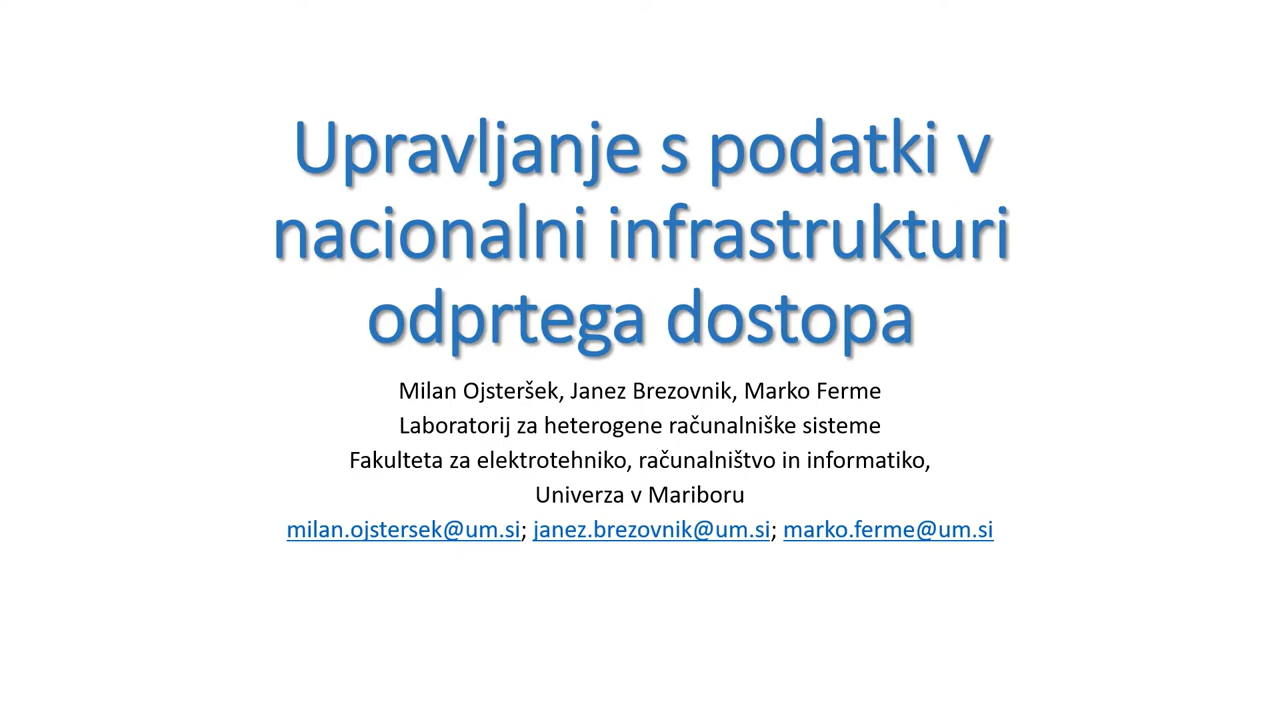 Upravljanje s podatki v
nacionalni infrastrukturi
odprtega dostopa
Milan Ojsteršek, Janez Brezovnik, Marko Ferme
Laboratorij za heterogene računalniške sisteme
Fakulteta za elektrotehniko, računalništvo in informatiko,
Univerza v Mariboru
milan.ojstersek@um.si; janez.brezovnik@um.si; marko.ferme@um.si